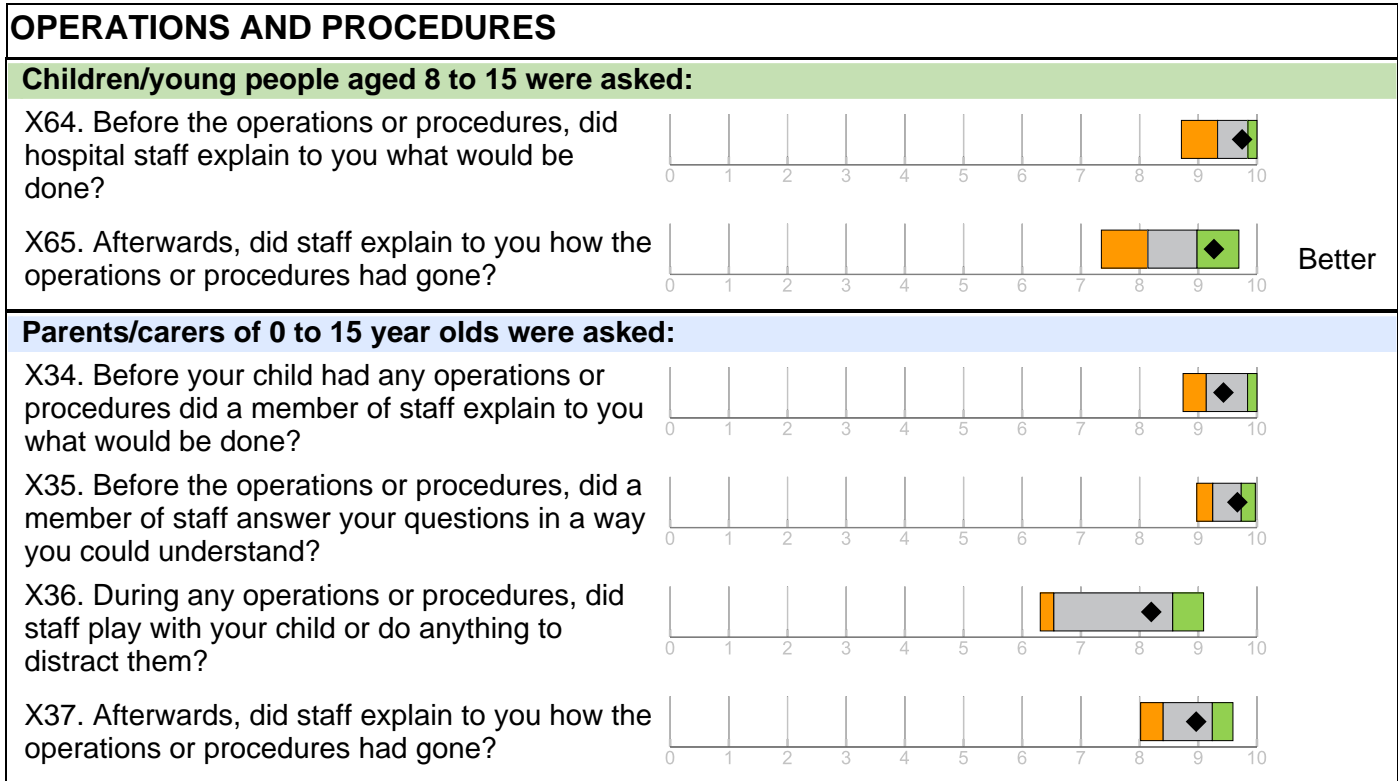 OPERATIONS AND PROCEDURES
Children/young people aged 8 to 15 were asked:
X64. Before the operations or procedures, did
hospital staff explain to you what would be
done?
0 1 2 3 4 5 6 7 8 9 10
X65. Afterwards, did staff explain to you how the
operations or procedures had gone?
0 1 2 3 4 5 6 7 8 9 10
Better
Parents/carers of 0 to 15 year olds were asked:
X34. Before your child had any operations or
procedures did a member of staff explain to you
what would be done?
0 1 2 3 4 5 6 7 8 9 10
X35. Before the operations or procedures, did a
member of staff answer your questions in a way
you could understand?
0 1 2 3 4 5 6 7 8 9 10
X36. During any operations or procedures, did
staff play with your child or do anything to
distract them?
0 1 2 3 4 5 6 7 8 9 10
X37. Afterwards, did staff explain to you how the
operations or procedures had gone?
0 1 2 3 4 5 6 7 8 9 10